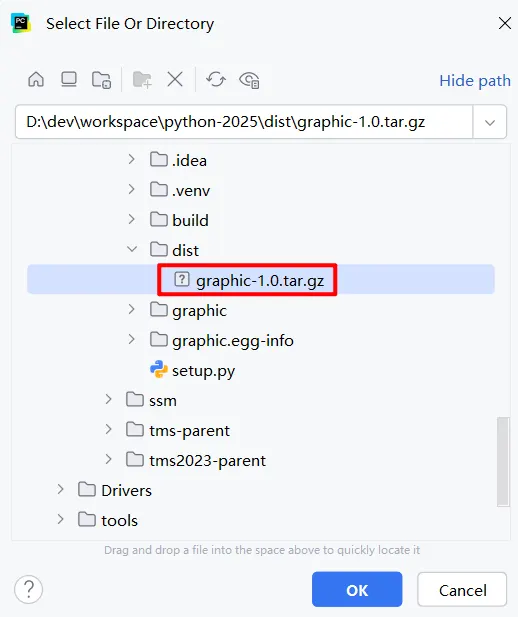 PC
Select File Or Directory
Hide path
D:\dev\workspace\python-2025\dist\graphic-1.0.tar.gz
.idea
.venv
build
dist
graphic-1.0.tar.gz
graphic
graphic.egg-info
setup.py
ssm
tms-parent
tms2023-parent
Drivers
tools
Drag and drop a file into the space above to quickly locate it
?
OK
Cancel